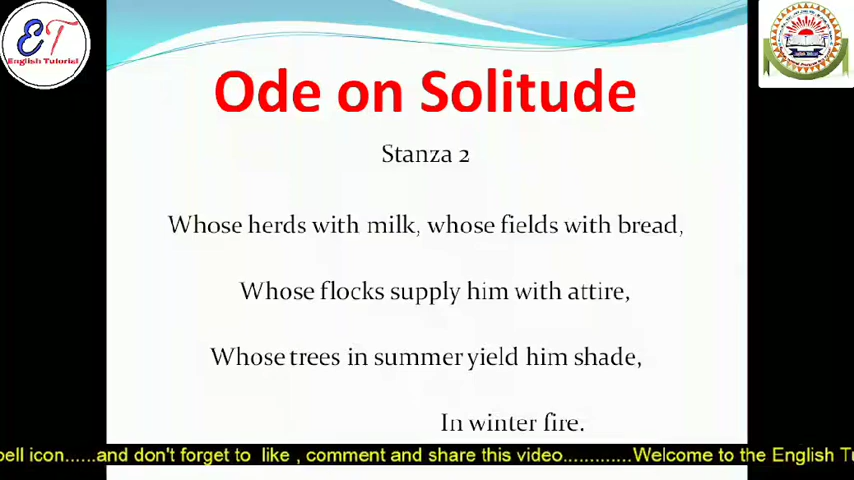 ET
English Tutorial
Ode on Solitude
Stanza 2
Whose herds with milk, whose fields with bread,
Whose flocks supply him with attire,
Whose trees in summer yield him shade,
In winter fire.
bell icon......and don't forget to like , comment and share this video.............Welcome to the English Tu